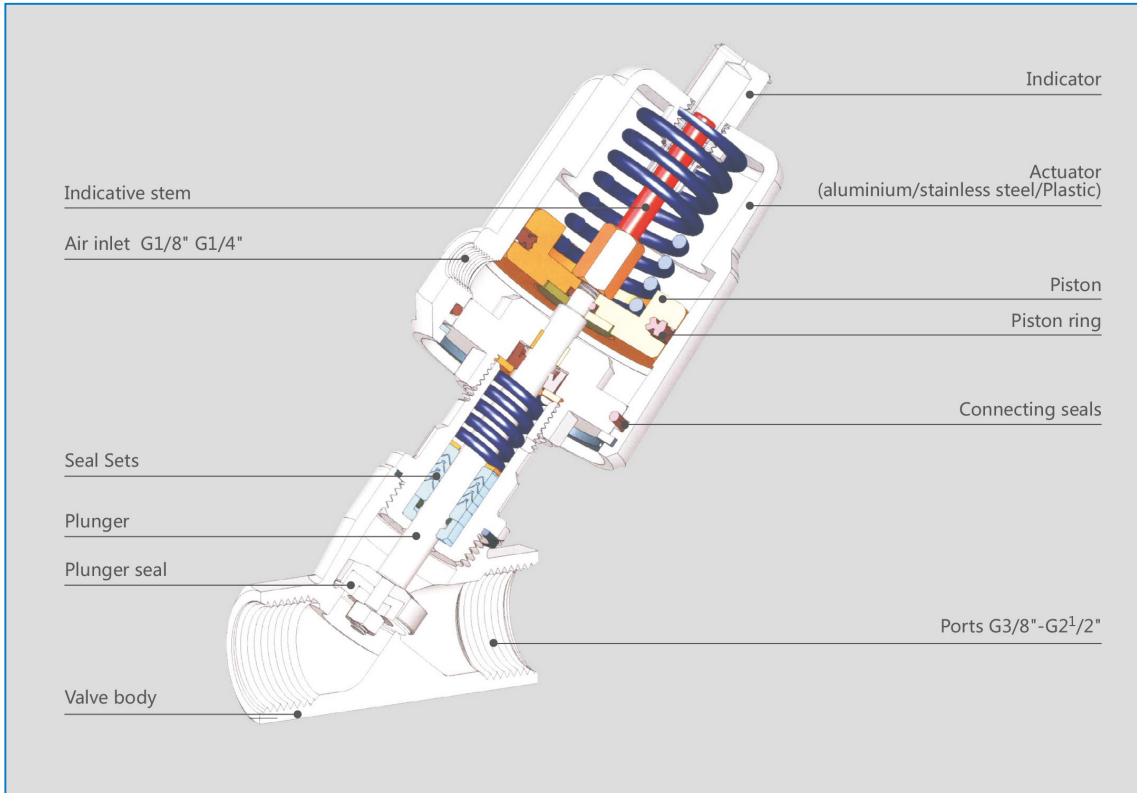 Indicator
Actuator
(aluminium/stainless steel/Plastic)
Indicative stem
Air inlet G1/8" G1/4"
Piston
Piston ring
Connecting seals
Seal Sets
Plunger
Plunger seal
Ports G3/8"-G2¹/2"
Valve body